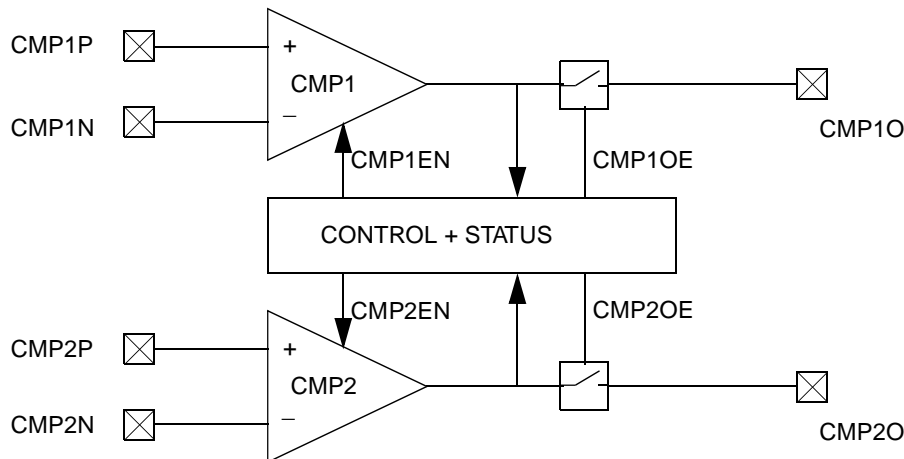 CMP1P
+
CMP1
CMP1N
−
CMP1O
CMP1EN
CMP1OE
CONTROL + STATUS
CMP2EN
CMP2OE
CMP2P
+
CMP2
CMP2N
−
CMP2O